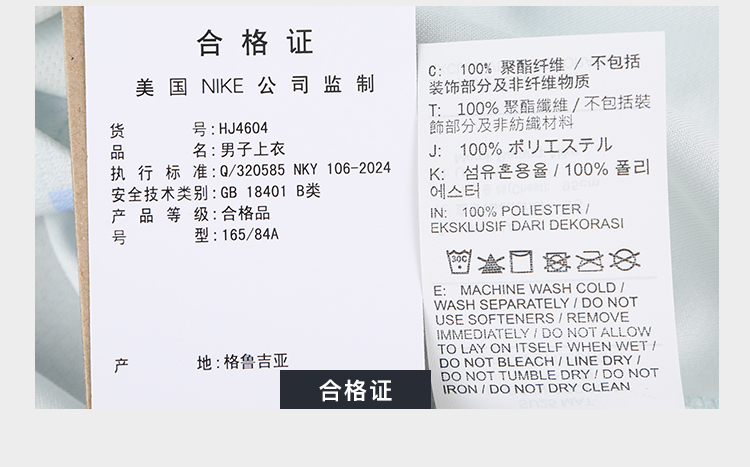 合格证
美国NIKE公司监制
货号:HJ4604
品名:男子上衣
执行标准:Q/320585 NKY 106-2024
安全技术类别:GB 18401 B类
产品等级:合格品
号型:165/84A
产地:格鲁吉亚
C: 100% 聚酯纤维 / 不包括
装饰部分及非纤维物质
T: 100% 聚酯纖維 / 不包括裝
飾部分及非紡織材料
J: 100% ポリエステル
K: 섬유혼용율 / 100% 폴리
에스터
IN: 100% POLIESTER /
EKSKLUSIF DARI DEKORASI
30C
E: MACHINE WASH COLD /
WASH SEPARATELY / DO NOT
USE SOFTENERS / REMOVE
IMMEDIATELY / DO NOT ALLOW
TO LAY ON ITSELF WHEN WET /
DO NOT BLEACH / LINE DRY /
DO NOT TUMBLE DRY / DO NOT
IRON / DO NOT DRY CLEAN
合格证